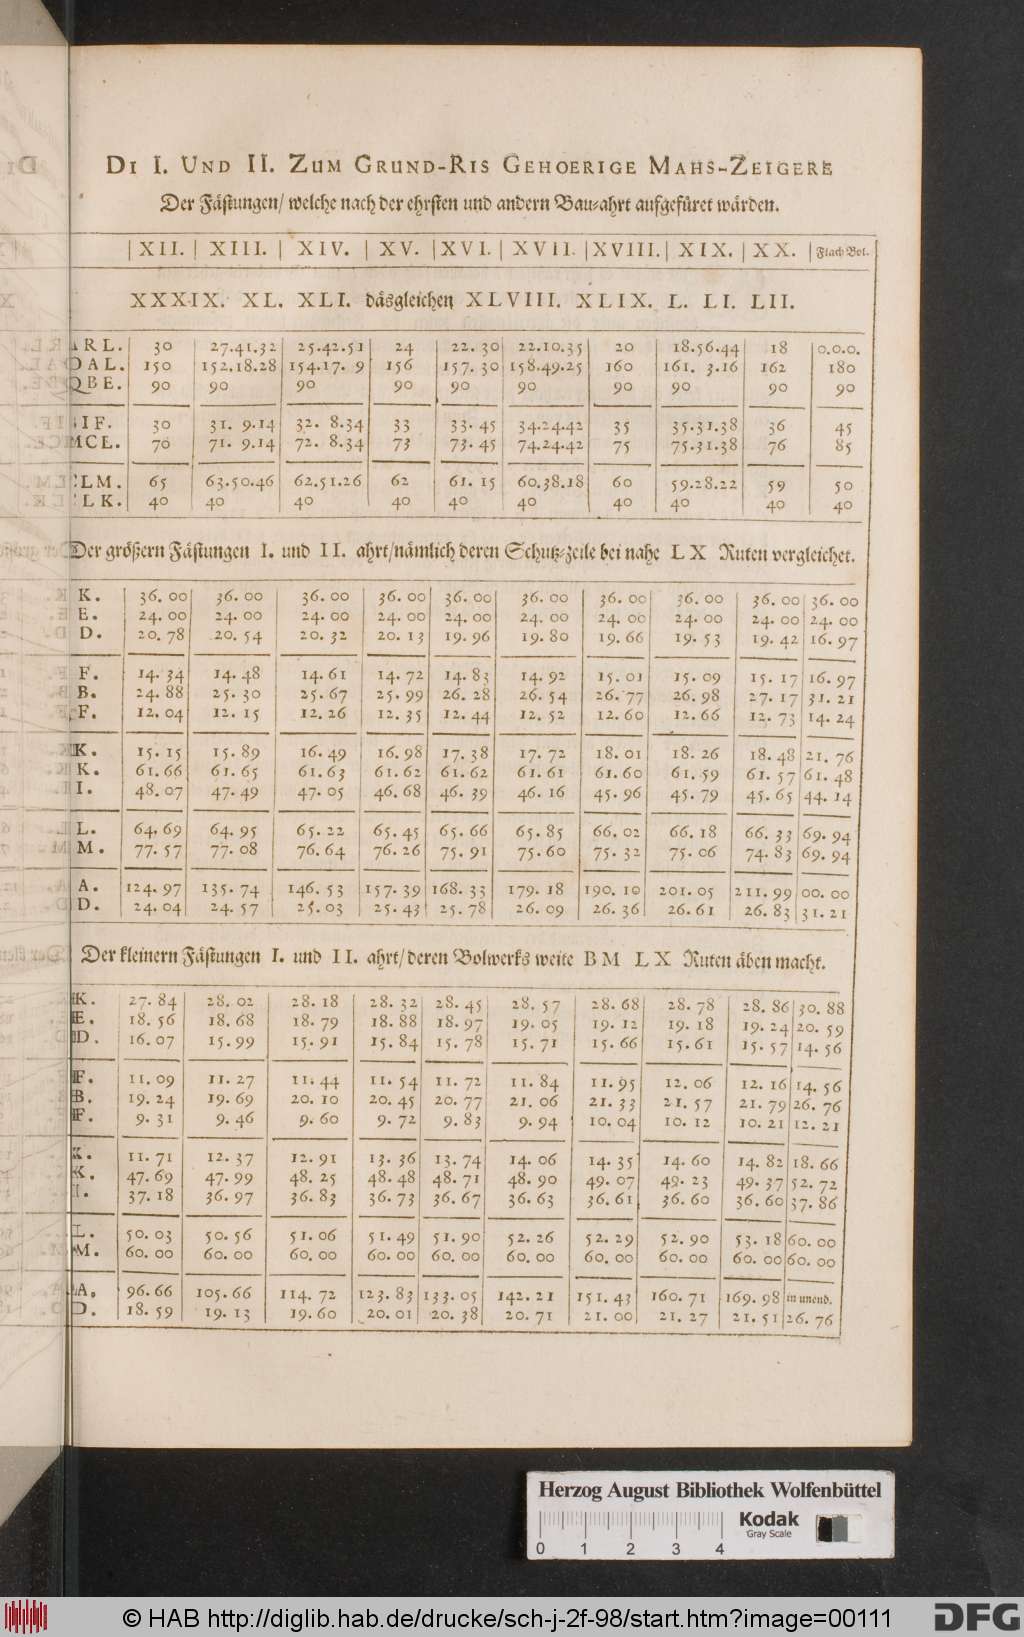 DI I. UND II. ZUM GRUND-RIS GEHOERIGE MAHS-ZEIGERE
Der Fästungen/ welche nach der ehrsten und andern Bau-ahrt aufgefüret wärden.
XII. XIII. XIV. XV. XVI. XVII. XVIII. XIX. XX. Flach Bol.
XXXIX. XL. XLI. däsgleichen XLVIII. XLIX. L. LI. LII.
ARL. 30 27.41.32 25.42.51 24 22.30 22.10.35 20 18.56.44 18 0.0.0.
OAL. 150 152.18.28 154.17. 9 156 157.30 158.49.25 160 161. 3.16 162 180
QBE. 90 90 90 90 90 90 90 90 90 90
IF. 30 31. 9.14 32. 8.34 33 33.45 34.24.42 35 35.31.38 36 45
MCL. 70 71. 9.14 72. 8.34 73 73.45 74.24.42 75 75.31.38 76 85
LM. 65 63.50.46 62.51.26 62 61. 15 60.38.18 60 59.28.22 59 50
LK. 40 40 40 40 40 40 40 40 40 40
Der größern Fästungen I. und II. ahrt/nämlich deren Schutz-zeile bei nahe LX Ruten vergleichet.
K. 36. 00 36. 00 36. 00 36. 00 36. 00 36. 00 36. 00 36. 00 36. 00 36. 00
E. 24. 00 24. 00 24. 00 24. 00 24. 00 24. 00 24. 00 24. 00 24. 00 24. 00
D. 20. 78 20. 54 20. 32 20. 13 19. 96 19. 80 19. 66 19. 53 19. 42 16. 97
F. 14. 34 14. 48 14. 61 14. 72 14. 83 14. 92 15. 01 15. 09 15. 17 16. 97
B. 24. 88 25. 30 25. 67 25. 99 26. 28 26. 54 26. 77 26. 98 27. 17 31. 21
F. 12. 04 12. 15 12. 26 12. 35 12. 44 12. 52 12. 60 12. 66 12. 73 14. 24
K. 15. 15 15. 89 16. 49 16. 98 17. 38 17. 72 18. 01 18. 26 18. 48 21. 76
K. 61. 66 61. 65 61. 63 61. 62 61. 62 61. 61 61. 60 61. 59 61. 57 61. 48
I. 48. 07 47. 49 47. 05 46. 68 46. 39 46. 16 45. 96 45. 79 45. 65 44. 14
L. 64. 69 64. 95 65. 22 65. 45 65. 66 65. 85 66. 02 66. 18 66. 33 69. 94
M. 77. 57 77. 08 76. 64 76. 26 75. 91 75. 60 75. 32 75. 06 74. 83 69. 94
A. 124. 97 135. 74 146. 53 157. 39 168. 33 179. 18 190. 10 201. 05 211. 99 00. 00
D. 24. 04 24. 57 25. 03 25. 43 25. 78 26. 09 26. 36 26. 61 26. 83 31. 21
Der kleinern Fästungen I. und II. ahrt/ deren Bolwerks weite BM LX Ruten äben macht.
K. 27. 84 28. 02 28. 18 28. 32 28. 45 28. 57 28. 68 28. 78 28. 86 30. 88
E. 18. 56 18. 68 18. 79 18. 88 18. 97 19. 05 19. 12 19. 18 19. 24 20. 59
D. 16. 07 15. 99 15. 91 15. 84 15. 78 15. 71 15. 66 15. 61 15. 57 14. 56
F. 11. 09 11. 27 11. 44 11. 54 11. 72 11. 84 11. 95 12. 06 12. 16 14. 56
B. 19. 24 19. 69 20. 10 20. 45 20. 77 21. 06 21. 33 21. 57 21. 79 26. 76
F. 9. 31 9. 46 9. 60 9. 72 9. 83 9. 94 10. 04 10. 12 10. 21 12. 21
K. 11. 71 12. 37 12. 91 13. 36 13. 74 14. 06 14. 35 14. 60 14. 82 18. 66
K. 47. 69 47. 99 48. 25 48. 48 48. 71 48. 90 49. 07 49. 23 49. 37 52. 72
I. 37. 18 36. 97 36. 83 36. 73 36. 67 36. 63 36. 61 36. 60 36. 60 37. 86
L. 50. 03 50. 56 51. 06 51. 49 51. 90 52. 26 52. 29 52. 90 53. 18 60. 00
M. 60. 00 60. 00 60. 00 60. 00 60. 00 60. 00 60. 00 60. 00 60. 00 60. 00
A. 96. 66 105. 66 114. 72 123. 83 133. 05 142. 21 151. 43 160. 71 169. 98 in unend.
D. 18. 59 19. 13 19. 60 20. 01 20. 38 20. 71 21. 00 21. 27 21. 51 26. 76
Herzog August Bibliothek Wolfenbüttel
Kodak
Gray Scale
0 1 2 3 4
© HAB http://diglib.hab.de/drucke/sch-j-2f-98/start.htm?image=00111
DFG